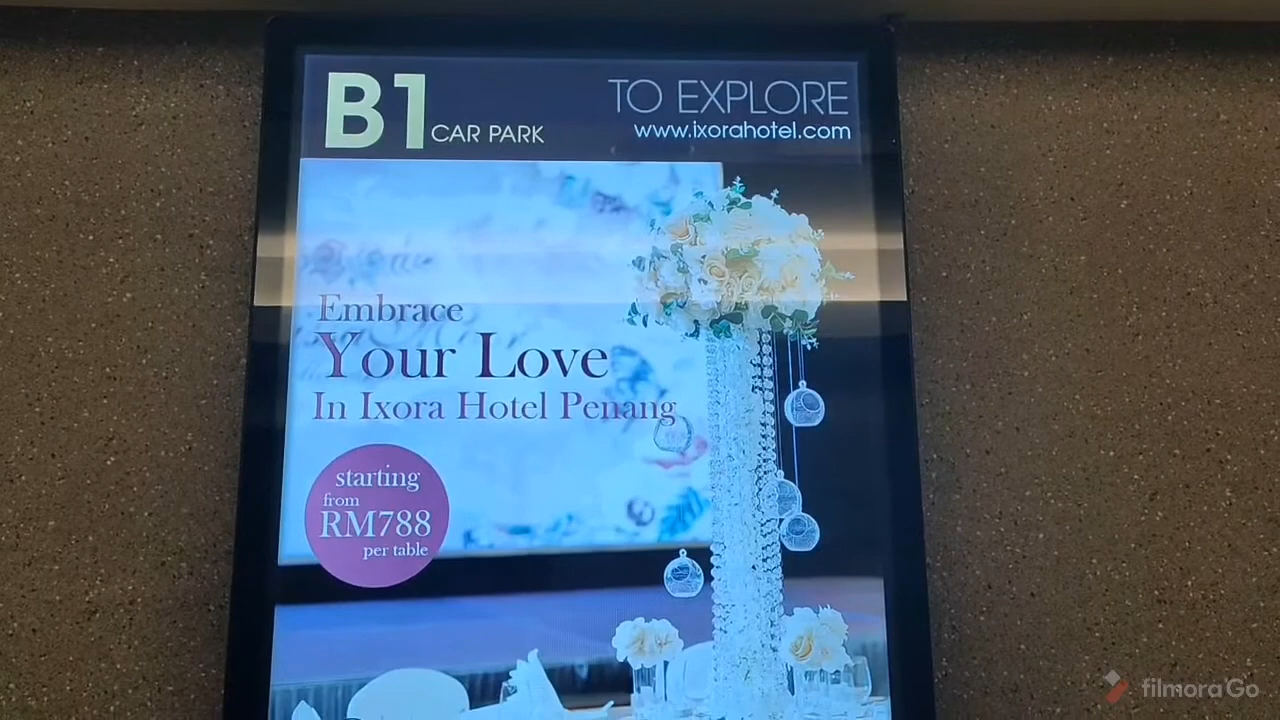 B1 CAR PARK
TO EXPLORE
www.ixorahotel.com
Embrace
Your Love
In Ixora Hotel Penang
starting
from
RM788
per table
filmoraGo